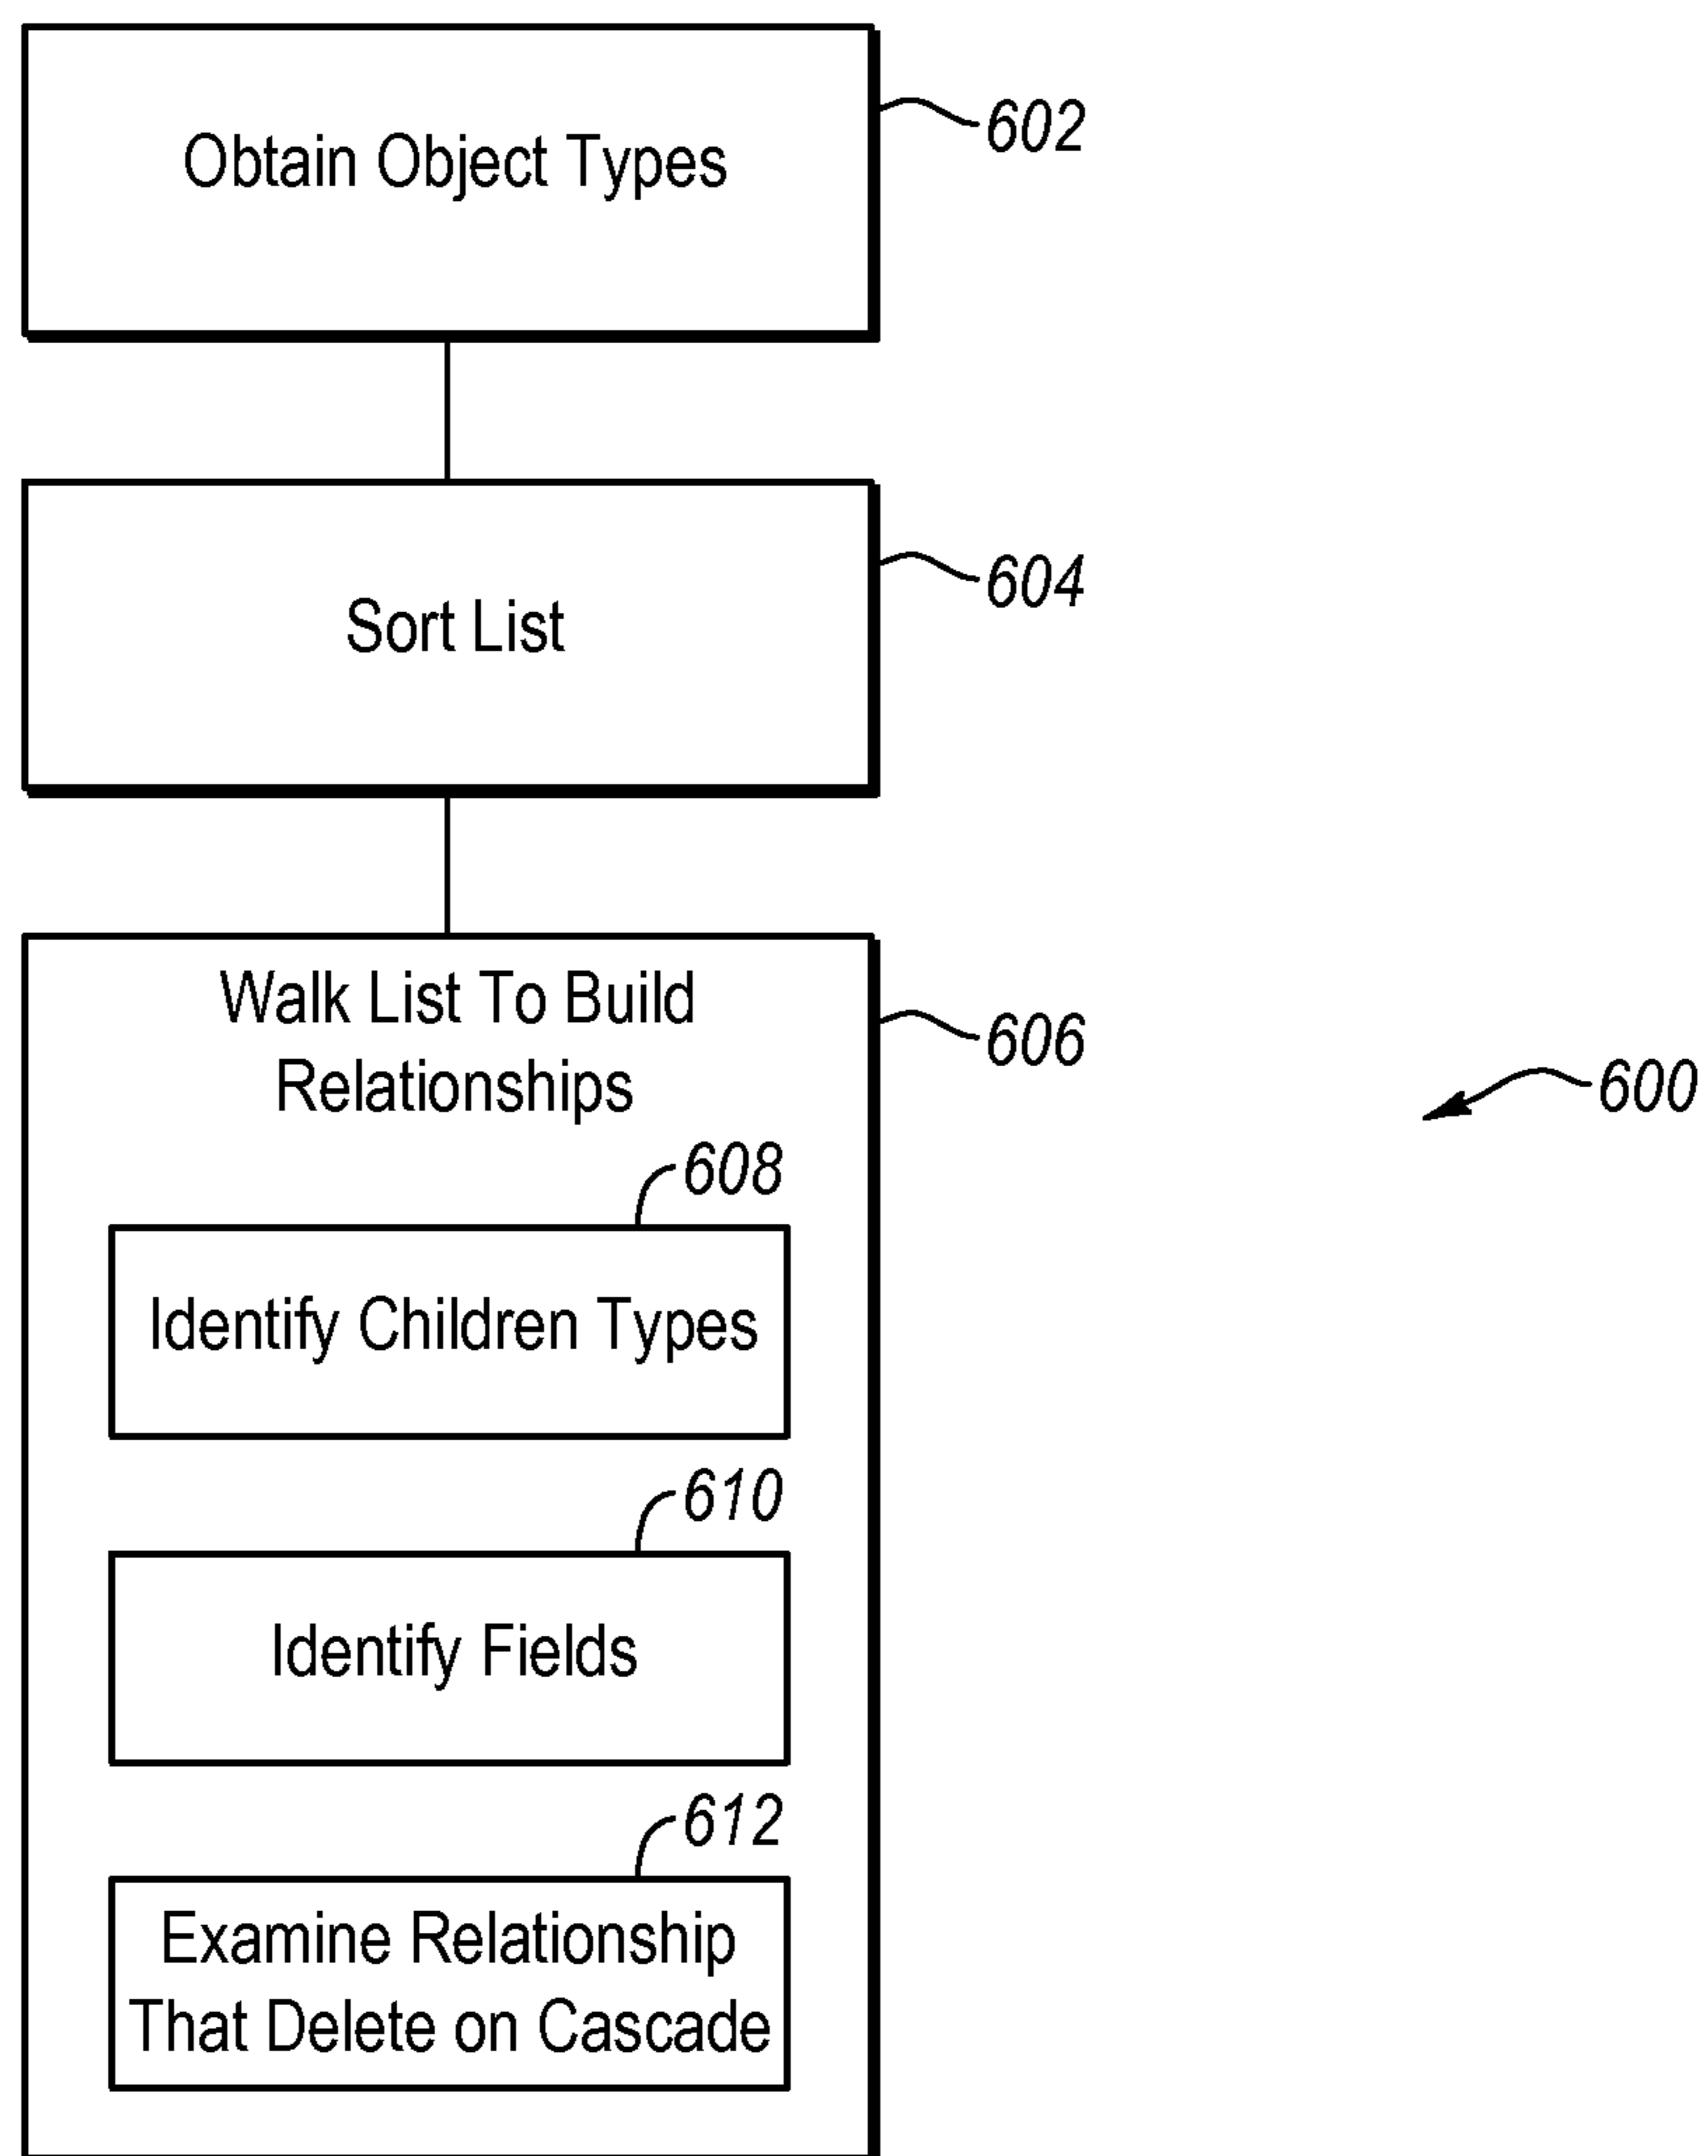 Obtain Object Types
602
Sort List
604
Walk List To Build
Relationships
606
600
608
Identify Children Types
610
Identify Fields
612
Examine Relationship
That Delete on Cascade